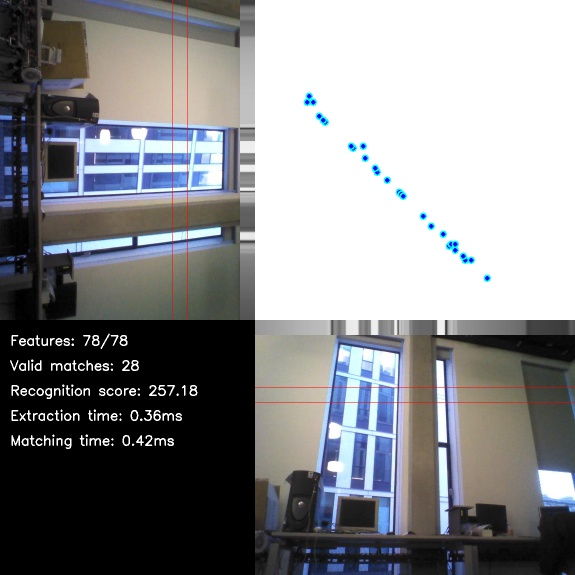 Features: 78/78
Valid matches: 28
Recognition score: 257.18
Extraction time: 0.36ms
Matching time: 0.42ms